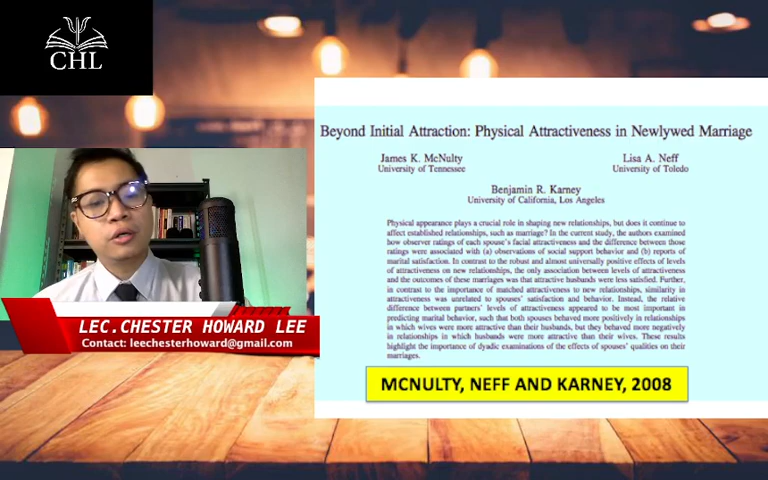 CHL
Beyond Initial Attraction: Physical Attractiveness in Newlywed Marriage
James K. McNulty
University of Tennessee
Lisa A. Neff
University of Toledo
Benjamin R. Karney
University of California, Los Angeles
Physical appearance plays a crucial role in shaping new relationships, but does it continue to
affect established relationships, such as marriage? In the current study, the authors examined
how observer ratings of each spouse's facial attractiveness and the difference between those
ratings were associated with (a) observations of social support behavior and (b) reports of
marital satisfaction. In contrast to the robust and almost universally positive effects of levels
of attractiveness on new relationships, the only association between levels of attractiveness
and the outcomes of these marriages was that attractive husbands were less satisfied. Further,
in contrast to the importance of matched attractiveness to new relationships, similarity in
attractiveness was unrelated to spouses' satisfaction and behavior. Instead, the relative
difference between partners' levels of attractiveness appeared to be most important in
predicting marital behavior, such that both spouses behaved more positively in relationships
in which wives were more attractive than their husbands, but they behaved more negatively
in relationships in which husbands were more attractive than their wives. These results
highlight the importance of dyadic examinations of the effects of spouses' qualities on their
marriages.
MCNULTY, NEFF AND KARNEY, 2008
LEC.CHESTER HOWARD LEE
Contact: leechesterhoward@gmail.com